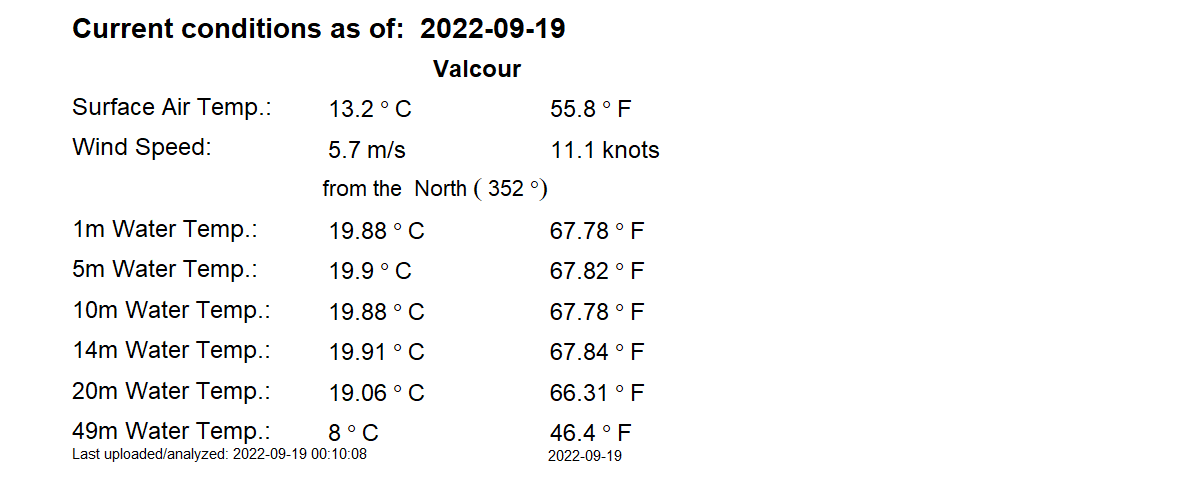 Current conditions as of: 2022-09-19
Valcour
Surface Air Temp.: 13.2 ° C 55.8 ° F
Wind Speed: 5.7 m/s 11.1 knots
from the North ( 352 °)
1m Water Temp.: 19.88 ° C 67.78 ° F
5m Water Temp.: 19.9 ° C 67.82 ° F
10m Water Temp.: 19.88 ° C 67.78 ° F
14m Water Temp.: 19.91 ° C 67.84 ° F
20m Water Temp.: 19.06 ° C 66.31 ° F
49m Water Temp.: 8 ° C 46.4 ° F
Last uploaded/analyzed: 2022-09-19 00:10:08 2022-09-19